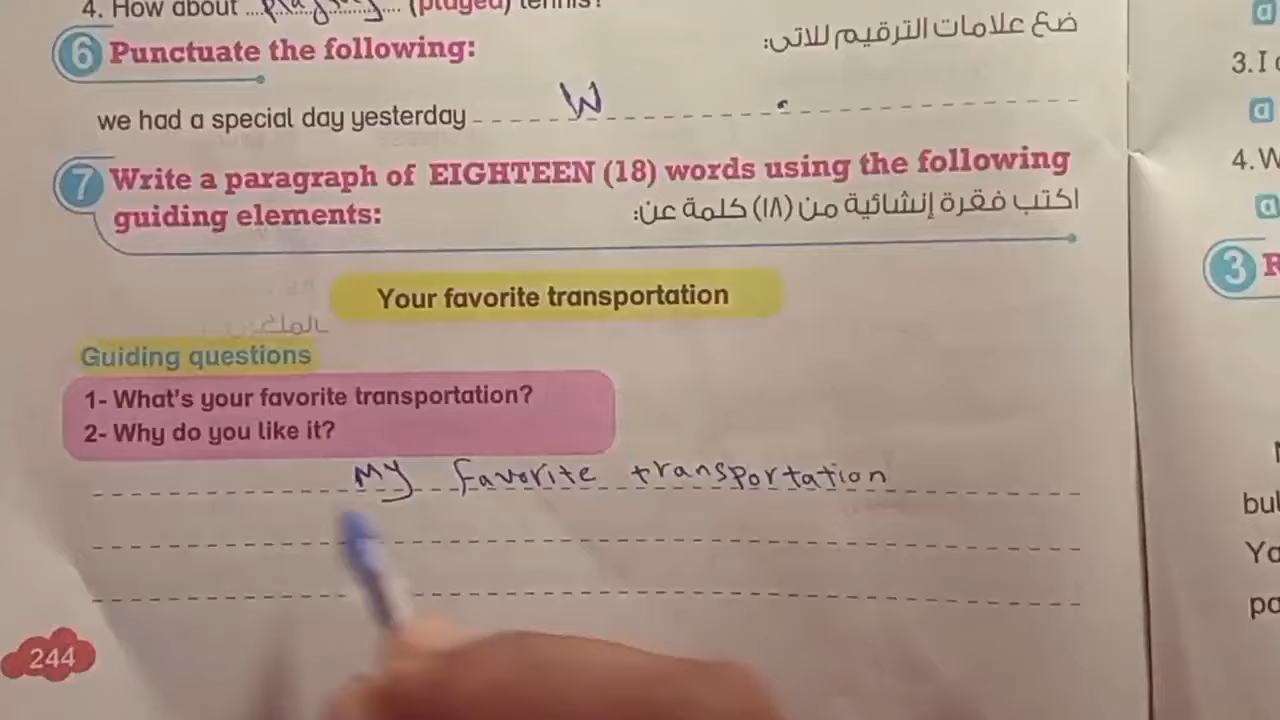 4. How about playing (played) tennis?
6 Punctuate the following: ضع علامات الترقيم للاتى:
we had a special day yesterday W .
7 Write a paragraph of EIGHTEEN (18) words using the following
guiding elements: اكتب فقرة إنشائية من (١٨) كلمة عن:
Your favorite transportation
Guiding questions
1- What's your favorite transportation?
2- Why do you like it?
My favorite transportation
244
a
3. I
a
4. W
a
3 R
bul
Yo